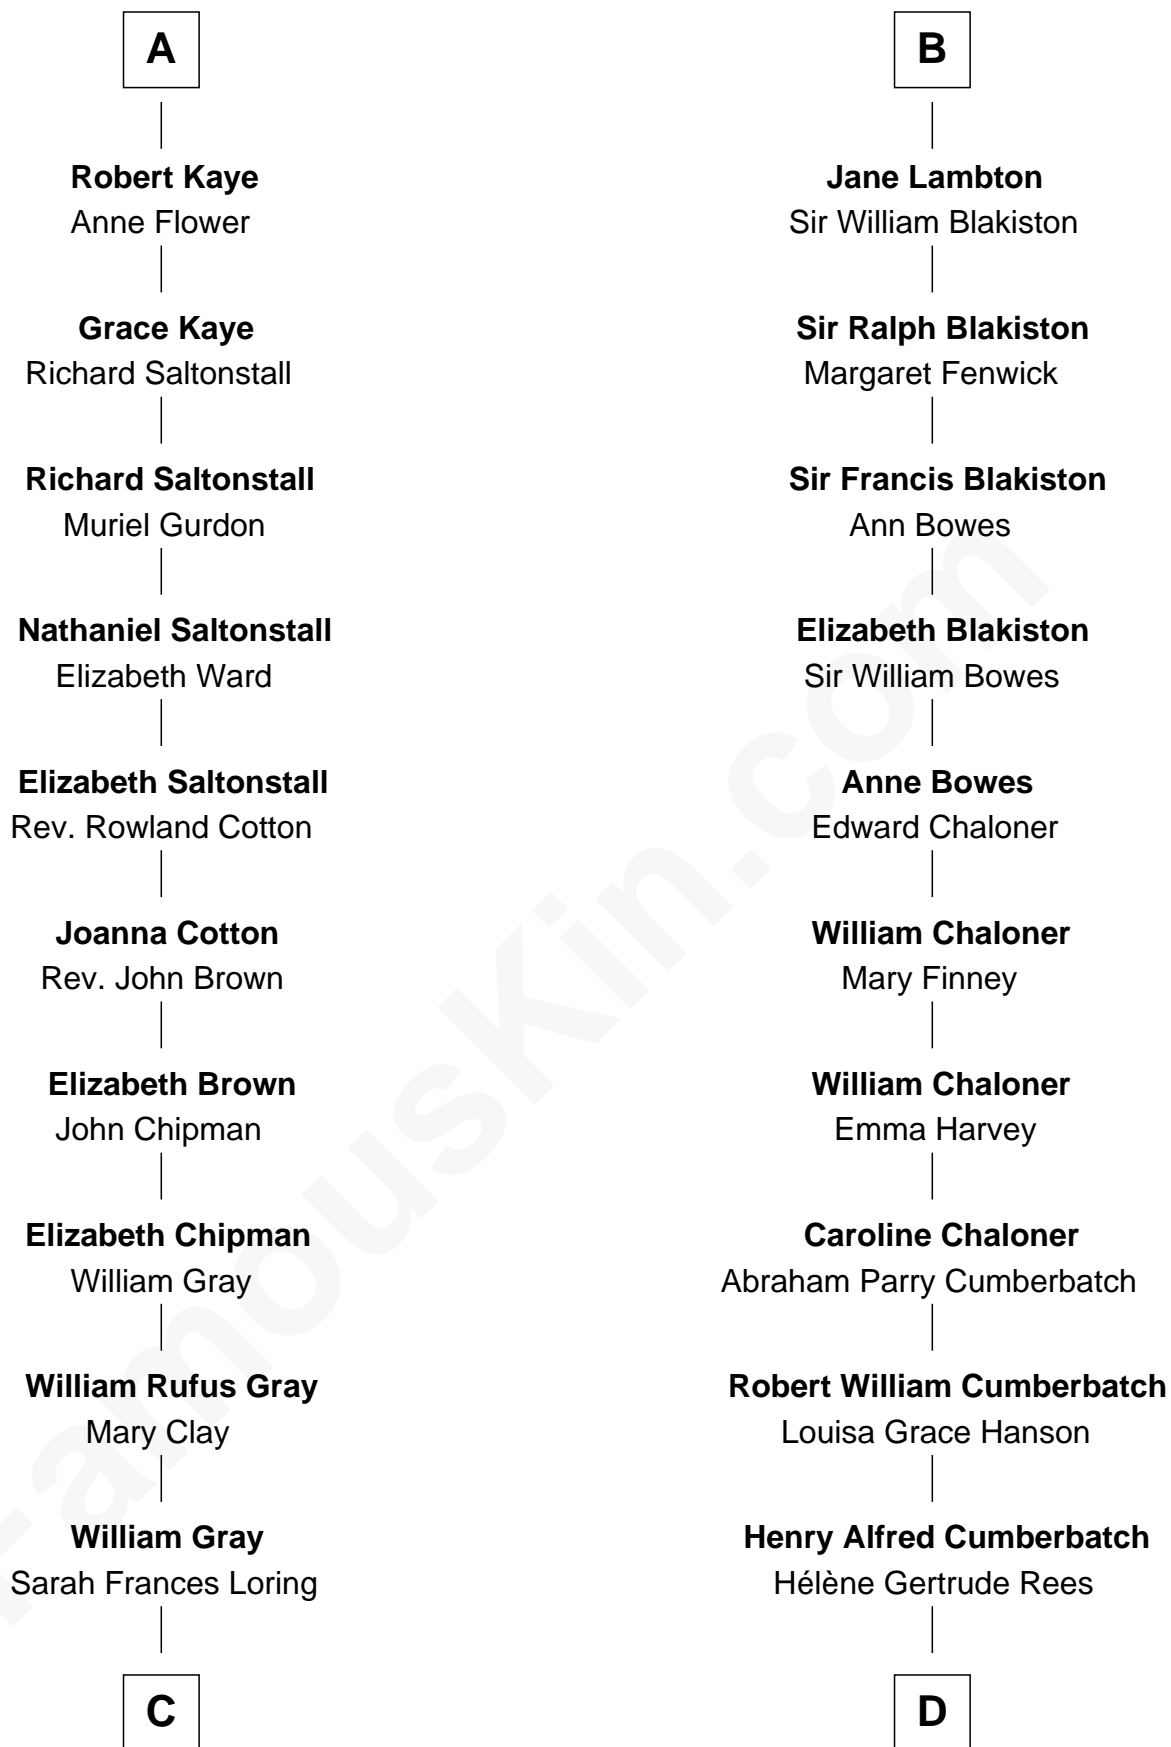 A
Robert Kaye
Anne Flower
Grace Kaye
Richard Saltonstall
Richard Saltonstall
Muriel Gurdon
Nathaniel Saltonstall
Elizabeth Ward
Elizabeth Saltonstall
Rev. Rowland Cotton
Joanna Cotton
Rev. John Brown
Elizabeth Brown
John Chipman
Elizabeth Chipman
William Gray
William Rufus Gray
Mary Clay
William Gray
Sarah Frances Loring
C
B
Jane Lambton
Sir William Blakiston
Sir Ralph Blakiston
Margaret Fenwick
Sir Francis Blakiston
Ann Bowes
Elizabeth Blakiston
Sir William Bowes
Anne Bowes
Edward Chaloner
William Chaloner
Mary Finney
William Chaloner
Emma Harvey
Caroline Chaloner
Abraham Parry Cumberbatch
Robert William Cumberbatch
Louisa Grace Hanson
Henry Alfred Cumberbatch
Hélène Gertrude Rees
D
FamousKin.com